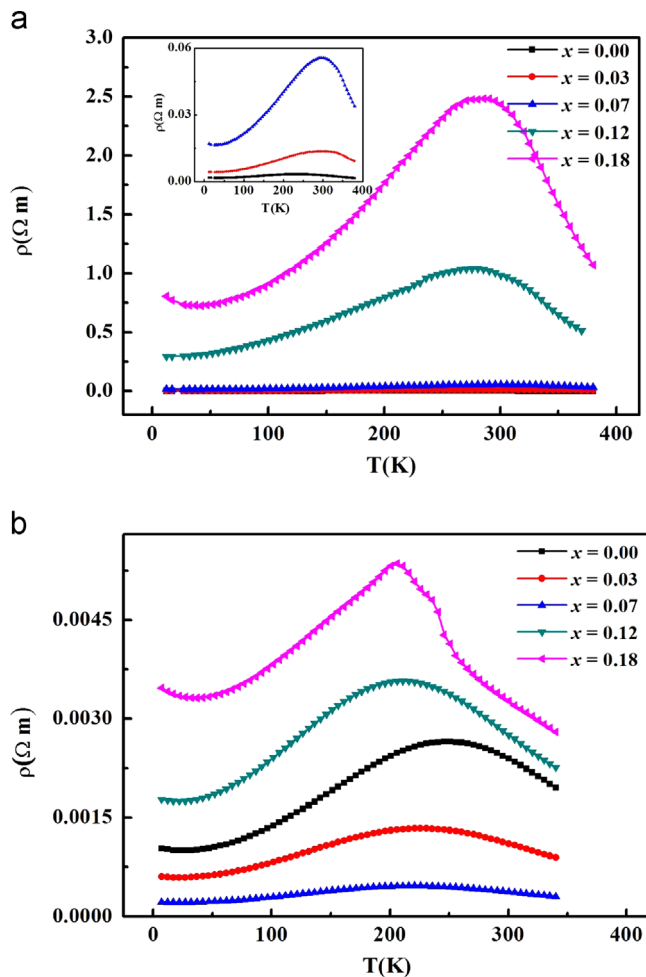 a
3.0
2.5
2.0
1.5
1.0
0.5
0.0
ρ(Ω m)
0 100 200 300 400
T(K)
x = 0.00
x = 0.03
x = 0.07
x = 0.12
x = 0.18
0.06
0.03
0.00
ρ(Ω m)
0 100 200 300 400
T(K)
b
0.0045
0.0030
0.0015
0.0000
ρ(Ω m)
0 100 200 300 400
T(K)
x = 0.00
x = 0.03
x = 0.07
x = 0.12
x = 0.18